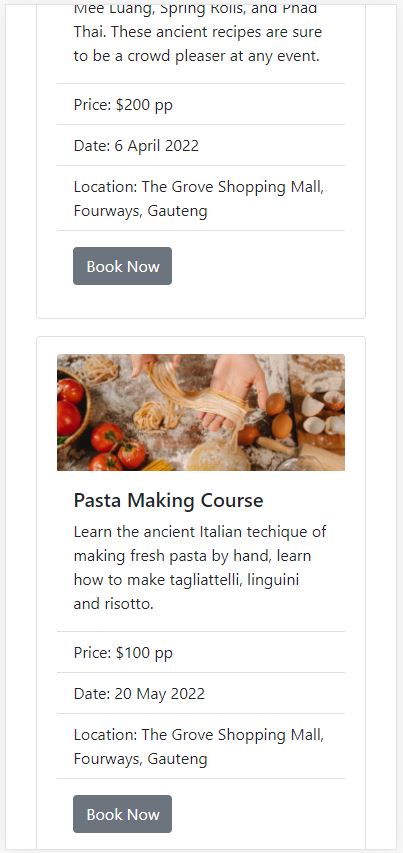 Mee Luang, Spring Rolls, and Phad
Thai. These ancient recipes are sure
to be a crowd pleaser at any event.
Price: $200 pp
Date: 6 April 2022
Location: The Grove Shopping Mall,
Fourways, Gauteng
Book Now
Pasta Making Course
Learn the ancient Italian techique of
making fresh pasta by hand, learn
how to make tagliattelli, linguini
and risotto.
Price: $100 pp
Date: 20 May 2022
Location: The Grove Shopping Mall,
Fourways, Gauteng
Book Now